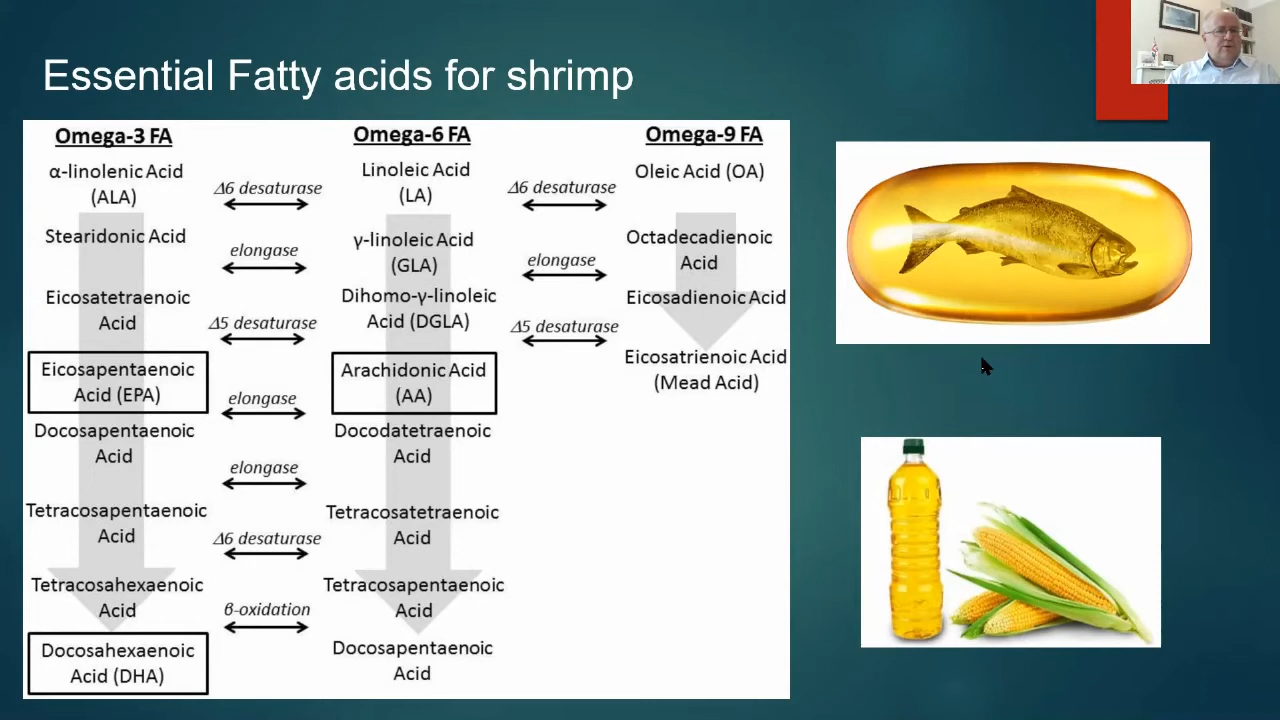 Essential Fatty acids for shrimp
Omega-3 FA
α-linolenic Acid
(ALA)
Stearidonic Acid
Eicosatetraenoic
Acid
Eicosapentaenoic
Acid (EPA)
Docosapentaenoic
Acid
Tetracosapentaenoic
Acid
Tetracosahexaenoic
Acid
Docosahexaenoic
Acid (DHA)
Δ6 desaturase
elongase
Δ5 desaturase
elongase
elongase
Δ6 desaturase
β-oxidation
Omega-6 FA
Linoleic Acid
(LA)
γ-linoleic Acid
(GLA)
Dihomo-γ-linoleic
Acid (DGLA)
Arachidonic Acid
(AA)
Docodatetraenoic
Acid
Tetracosatetraenoic
Acid
Tetracosapentaenoic
Acid
Docosapentaenoic
Acid
Δ6 desaturase
elongase
Δ5 desaturase
Omega-9 FA
Oleic Acid (OA)
Octadecadienoic
Acid
Eicosadienoic Acid
Eicosatrienoic Acid
(Mead Acid)